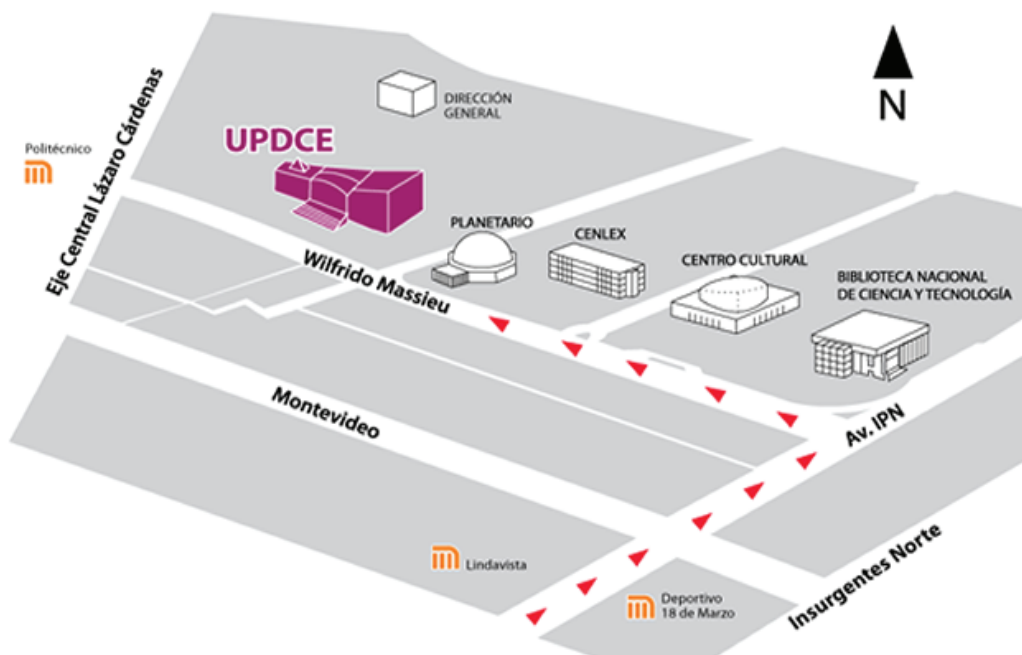 N
DIRECCIÓN
GENERAL
Eje Central Lázaro Cárdenas
Politécnico
UPDCE
PLANETARIO
CENLEX
CENTRO CULTURAL
BIBLIOTECA NACIONAL
DE CIENCIA Y TECNOLOGÍA
Wilfrido Massieu
Montevideo
Av. IPN
Insurgentes Norte
Lindavista
Deportivo
18 de Marzo